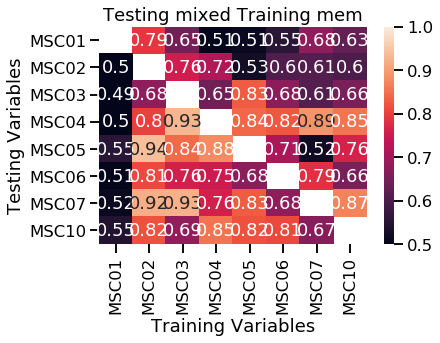 Testing mixed Training mem
MSC01 0.79 0.65 0.51 0.51 0.55 0.68 0.63
MSC02 0.5 0.76 0.72 0.53 0.6 0.61 0.6
MSC03 0.49 0.68 0.65 0.83 0.68 0.61 0.66
MSC04 0.5 0.8 0.93 0.84 0.82 0.89 0.85
MSC05 0.55 0.94 0.84 0.88 0.71 0.52 0.76
MSC06 0.51 0.81 0.76 0.75 0.68 0.79 0.66
MSC07 0.52 0.92 0.93 0.76 0.83 0.68 0.87
MSC10 0.55 0.82 0.69 0.85 0.82 0.81 0.67
MSC01 MSC02 MSC03 MSC04 MSC05 MSC06 MSC07 MSC10
Training Variables
Testing Variables
1.0
0.9
0.8
0.7
0.6
0.5